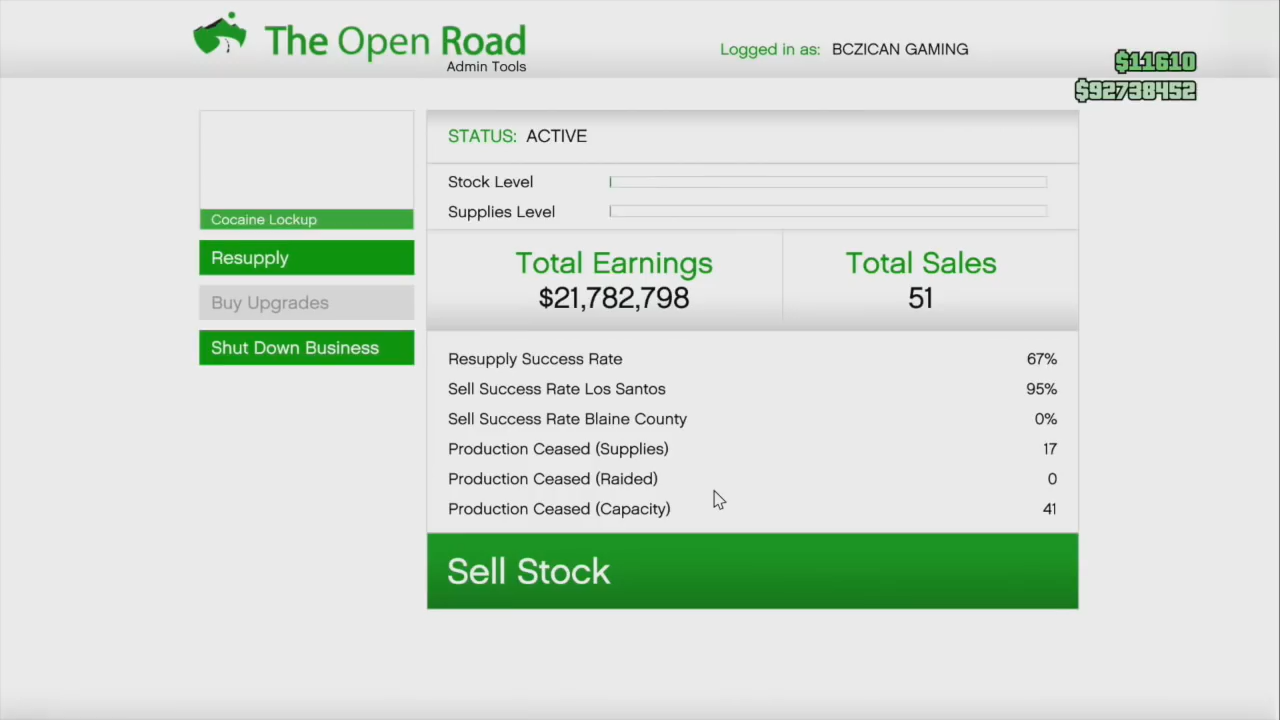 The Open Road
Admin Tools
Logged in as: BCZICAN GAMING
$11610
$92738452
Cocaine Lockup
Resupply
Buy Upgrades
Shut Down Business
STATUS: ACTIVE
Stock Level
Supplies Level
Total Earnings
$21,782,798
Total Sales
51
Resupply Success Rate 67%
Sell Success Rate Los Santos 95%
Sell Success Rate Blaine County 0%
Production Ceased (Supplies) 17
Production Ceased (Raided) 0
Production Ceased (Capacity) 41
Sell Stock